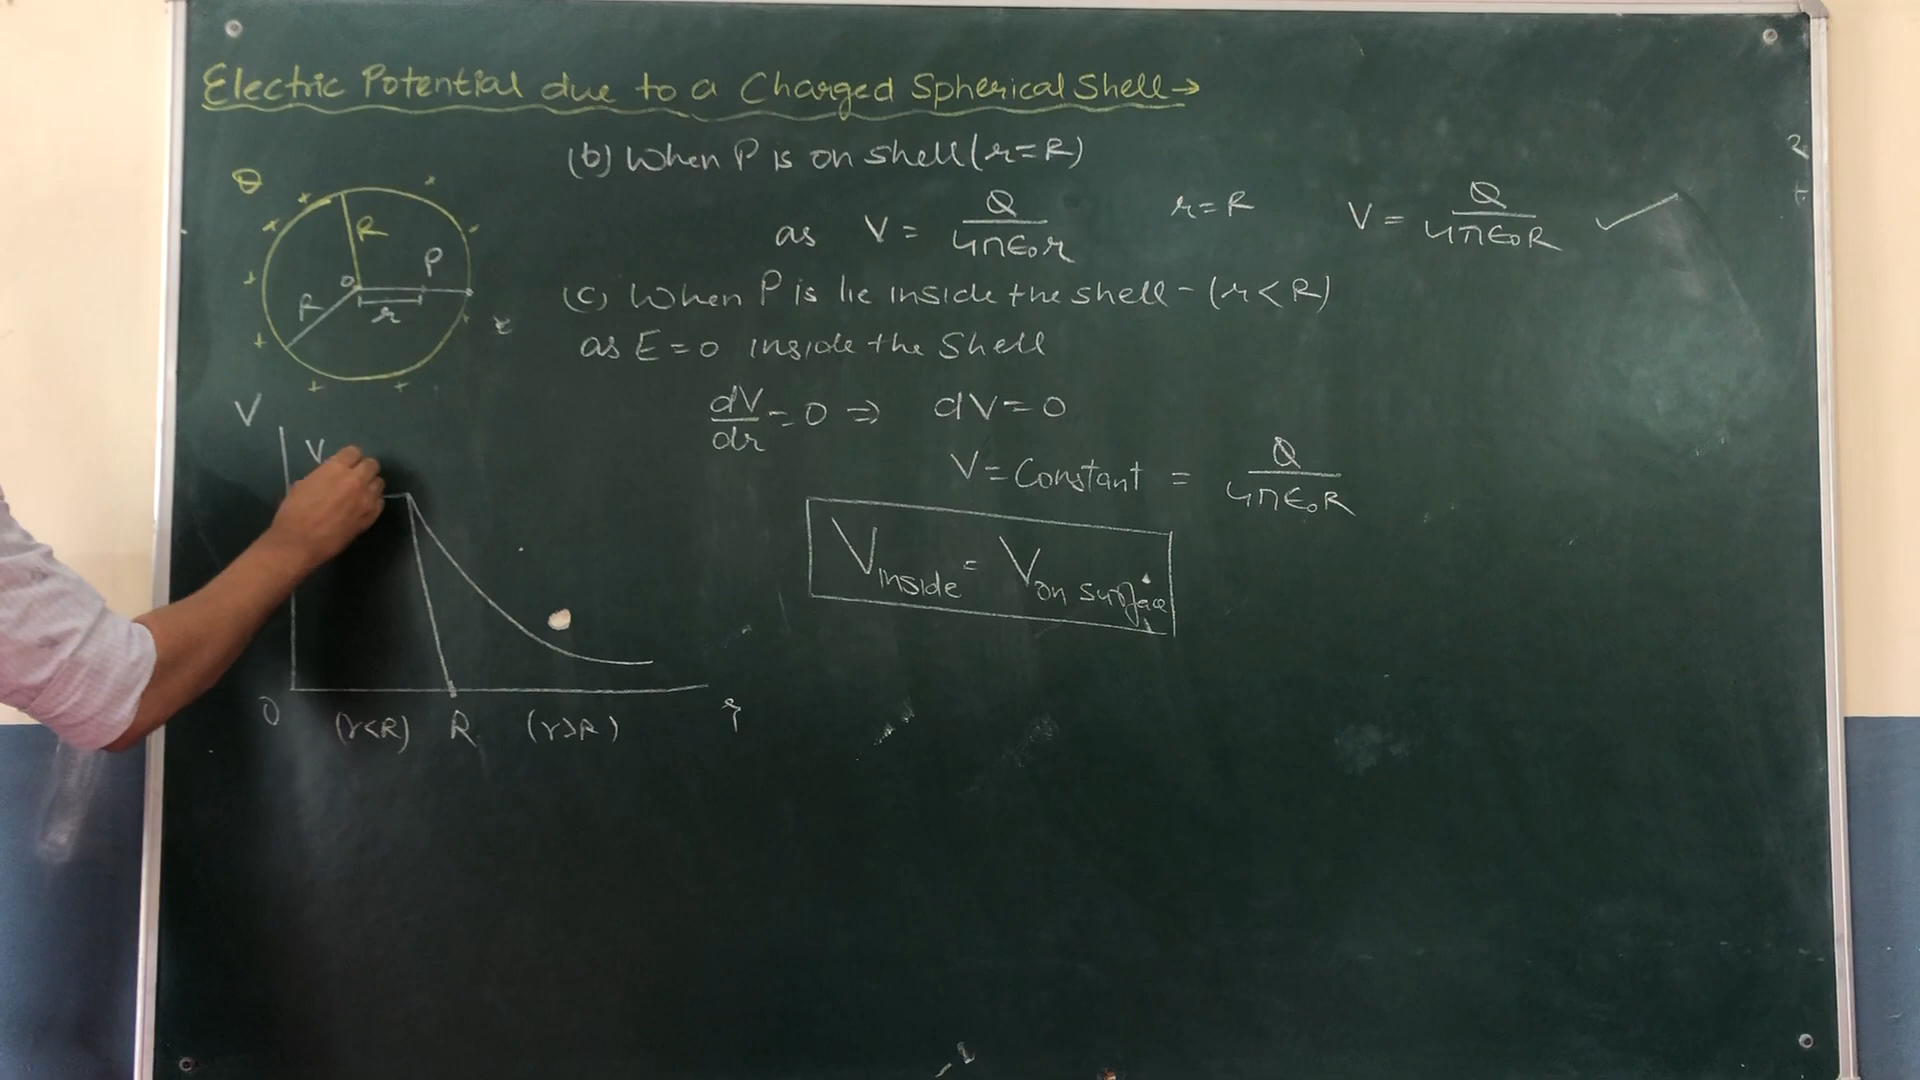 Electric Potential due to a Charged Spherical Shell→
(b) When P is on shell (r=R)
as V = Q/4πϵ₀r r=R V = Q/4πϵ₀R ✓
(c) When P is lie inside the shell - (r<R)
as E=0 inside the Shell
dV/dr = 0 ⇒ dV=0
V=Constant = Q/4πϵ₀R
V inside = V on surface
Q
R
O
P
R
r
V
V
O (r<R) R (r>R) r